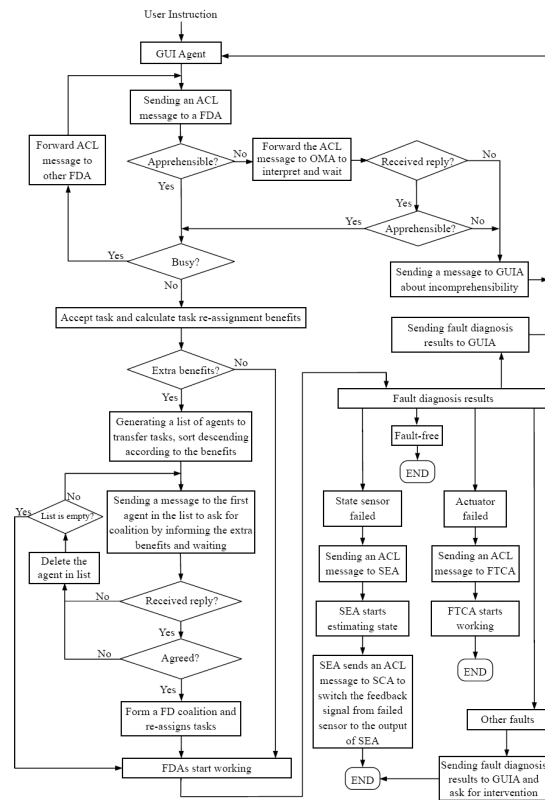 User Instruction
GUI Agent
Sending an ACL
message to a FDA
Forward ACL
message to
other FDA
Apprehensible?
No
Forward the ACL
message to OMA to
interpret and wait
Received reply?
No
Yes
Yes
Yes
Apprehensible?
No
Yes
Busy?
No
Sending a message to GUIA
about incomprehensibility
Accept task and calculate task re-assignment benefits
Sending fault diagnosis
results to GUIA
Extra benefits?
No
Yes
Fault diagnosis results
Generating a list of agents to
transfer tasks, sort descending
according to the benefits
Fault-free
END
No
Yes
List is empty?
Sending a message to the first
agent in the list to ask for
coalition by informing the extra
benefits and waiting
State sensor
failed
Actuator
failed
Delete the
agent in list
Sending an ACL
message to SEA
Sending an ACL
message to FTCA
No
Received reply?
Yes
SEA starts
estimating state
FTCA starts
working
No
Agreed?
Yes
SEA sends an ACL
message to SCA to
switch the feedback
signal from failed
sensor to the output
of SEA
END
Form a FD coalition and
re-assigns tasks
Other faults
FDAs start working
END
Sending fault diagnosis
results to GUIA and
ask for intervention